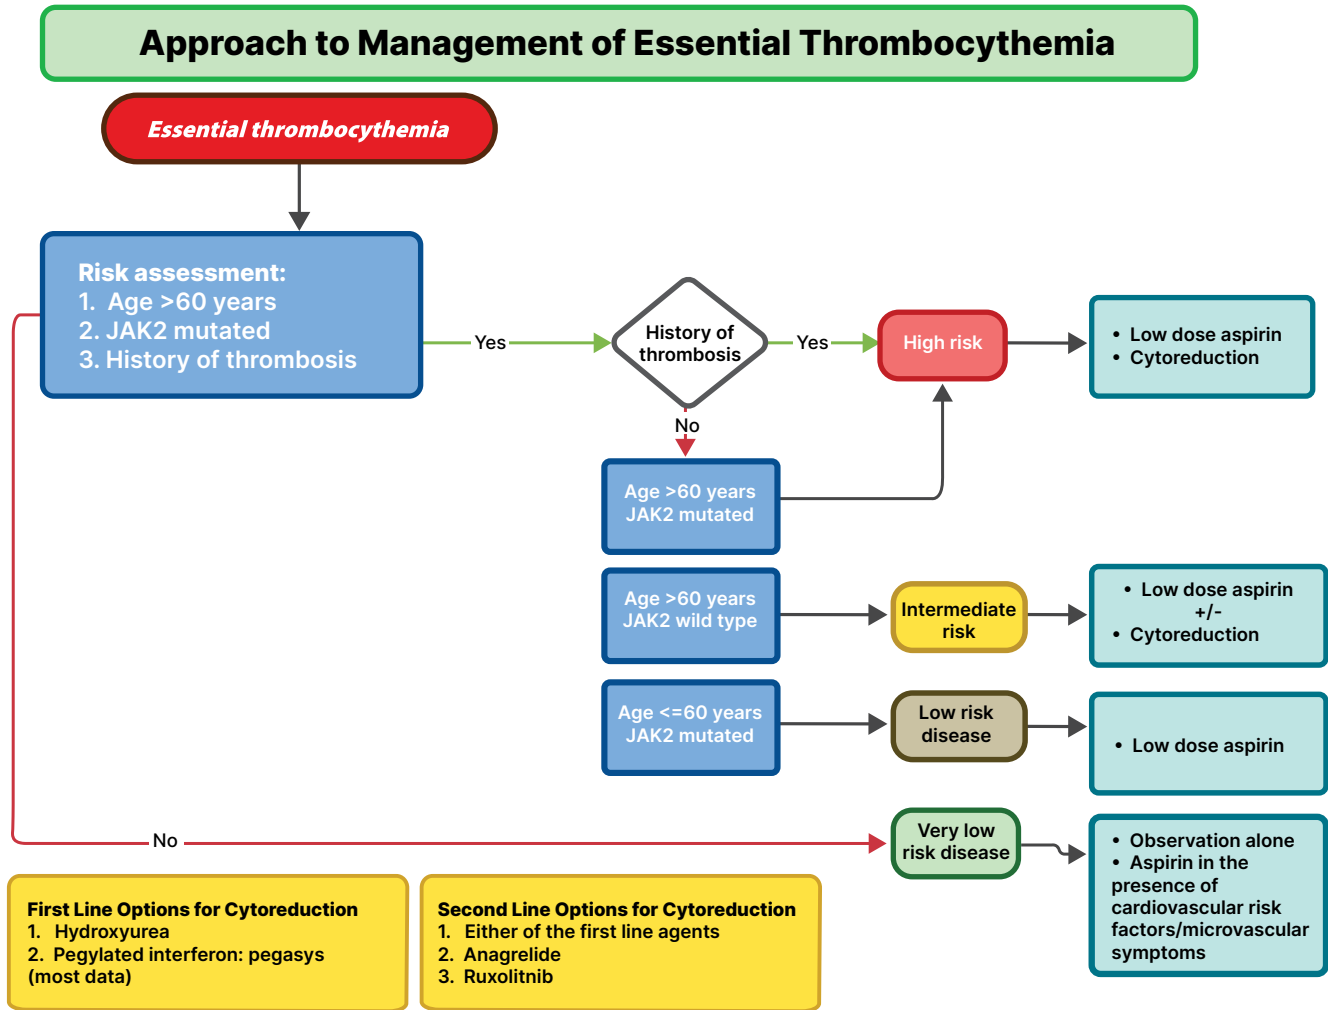 Approach to Management of Essential Thrombocythemia
Essential thrombocythemia
Risk assessment:
1. Age >60 years
2. JAK2 mutated
3. History of thrombosis
Yes
History of
thrombosis
Yes
High risk
• Low dose aspirin
• Cytoreduction
No
Age >60 years
JAK2 mutated
Age >60 years
JAK2 wild type
Intermediate
risk
• Low dose aspirin
+/-
• Cytoreduction
Age <=60 years
JAK2 mutated
Low risk
disease
• Low dose aspirin
No
Very low
risk disease
• Observation alone
• Aspirin in the
presence of
cardiovascular risk
factors/microvascular
symptoms
First Line Options for Cytoreduction
1. Hydroxyurea
2. Pegylated interferon: pegasys
(most data)
Second Line Options for Cytoreduction
1. Either of the first line agents
2. Anagrelide
3. Ruxolitnib